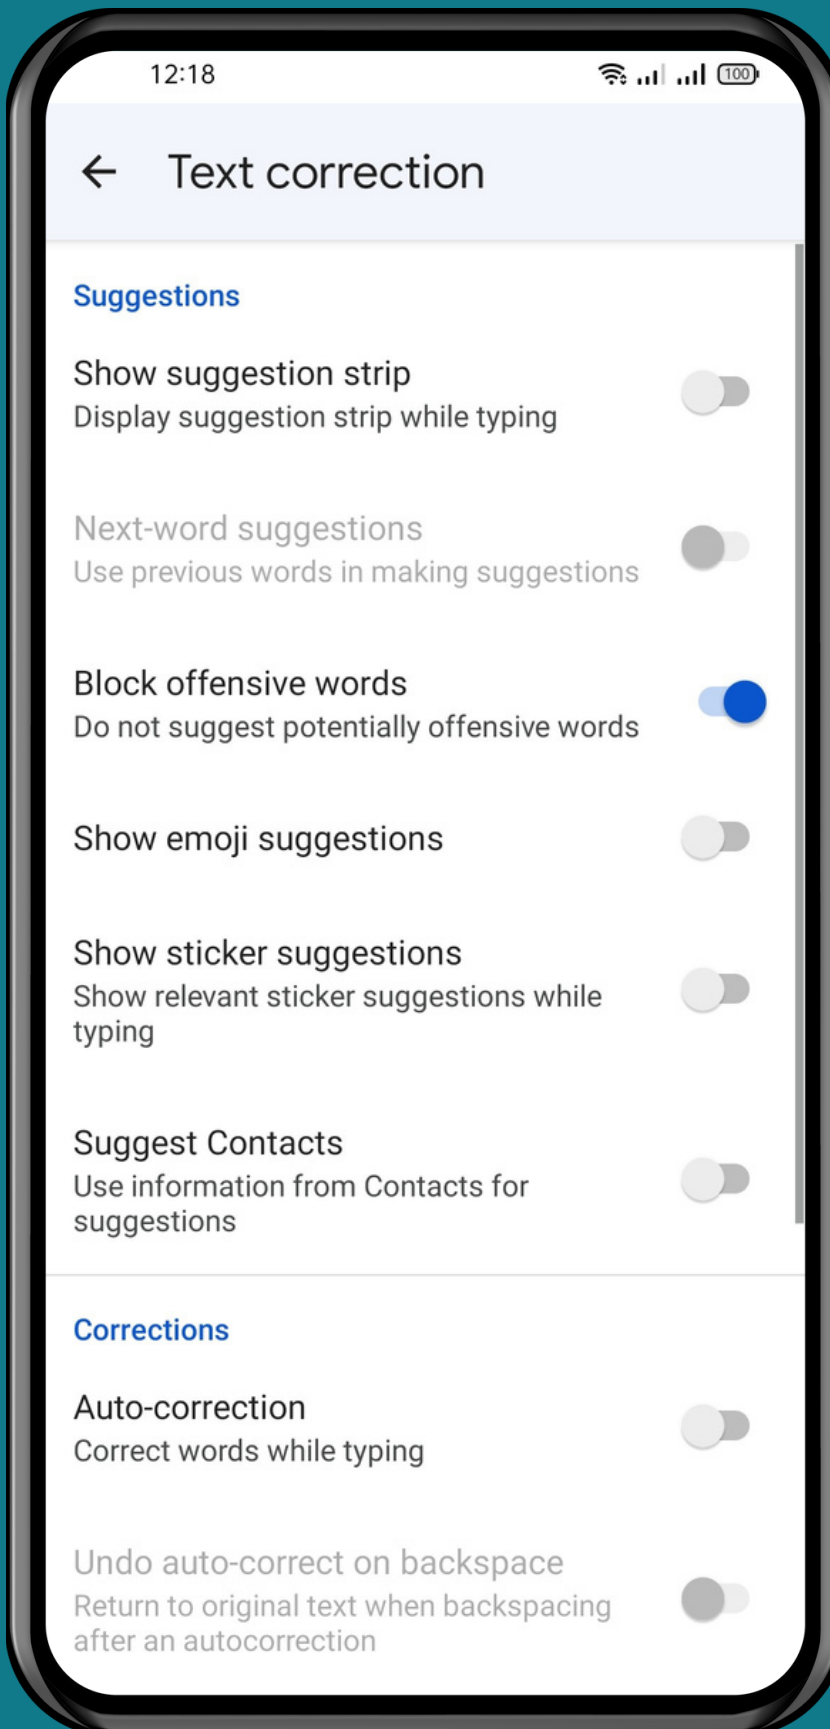 12:18
100
Text correction
Suggestions
Show suggestion strip
Display suggestion strip while typing
Next-word suggestions
Use previous words in making suggestions
Block offensive words
Do not suggest potentially offensive words
Show emoji suggestions
Show sticker suggestions
Show relevant sticker suggestions while
typing
Suggest Contacts
Use information from Contacts for
suggestions
Corrections
Auto-correction
Correct words while typing
Undo auto-correct on backspace
Return to original text when backspacing
after an autocorrection